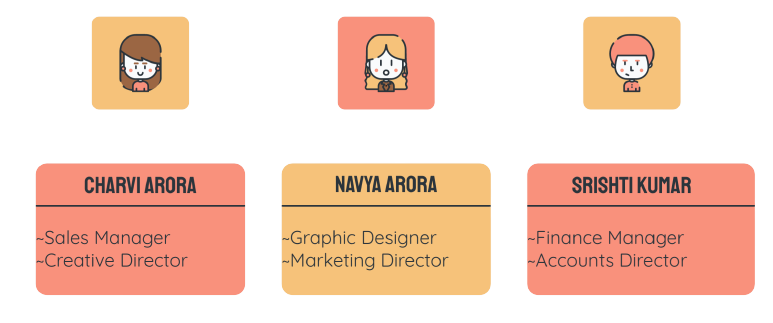 CHARVI ARORA
~Sales Manager
~Creative Director
NAVYA ARORA
~Graphic Designer
~Marketing Director
SRISHTI KUMAR
~Finance Manager
~Accounts Director